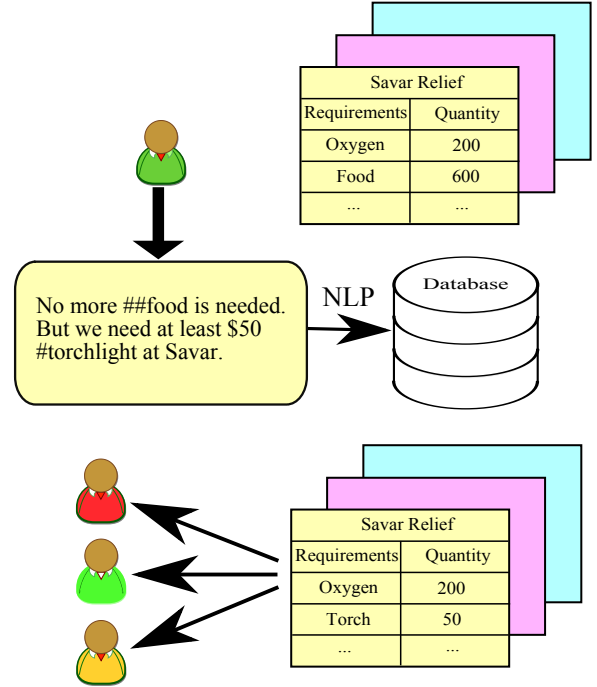 Savar Relief
Requirements Quantity
Oxygen 200
Food 600
... ...
No more ##food is needed.
But we need at least $50
#torchlight at Savar.
NLP
Database
Savar Relief
Requirements Quantity
Oxygen 200
Torch 50
... ...